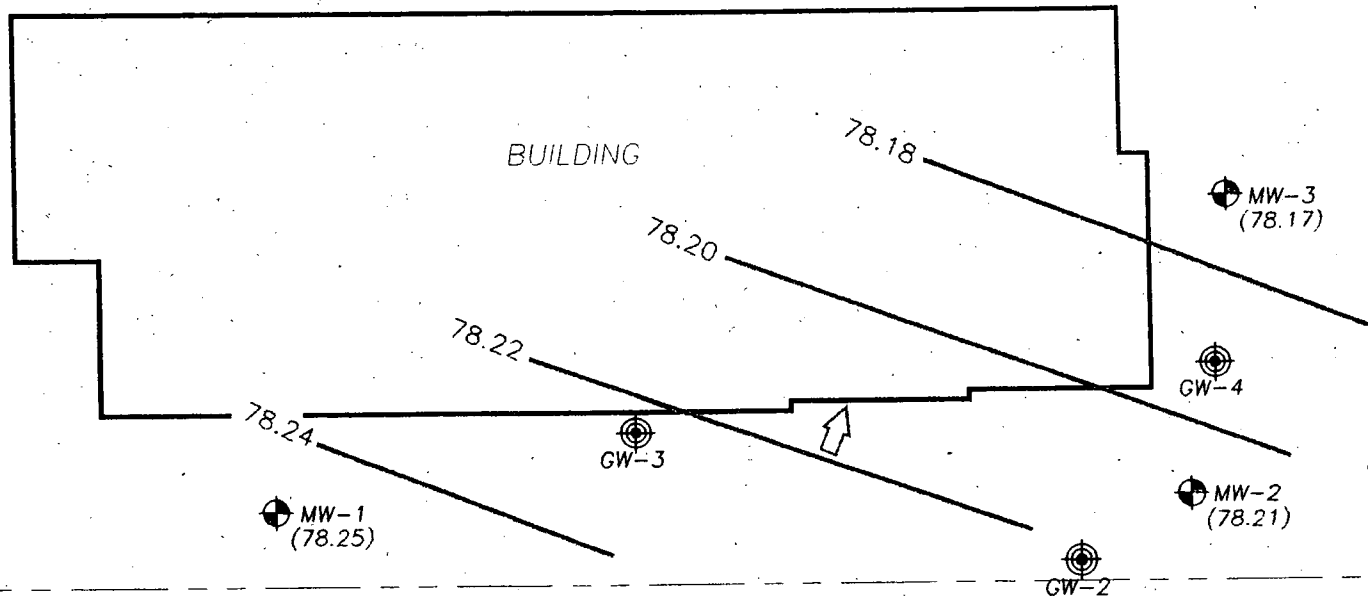 BUILDING
78.18
MW-3
(78.17)
78.20
78.22
GW-4
78.24
GW-3
MW-1
(78.25)
MW-2
(78.21)
GW-2